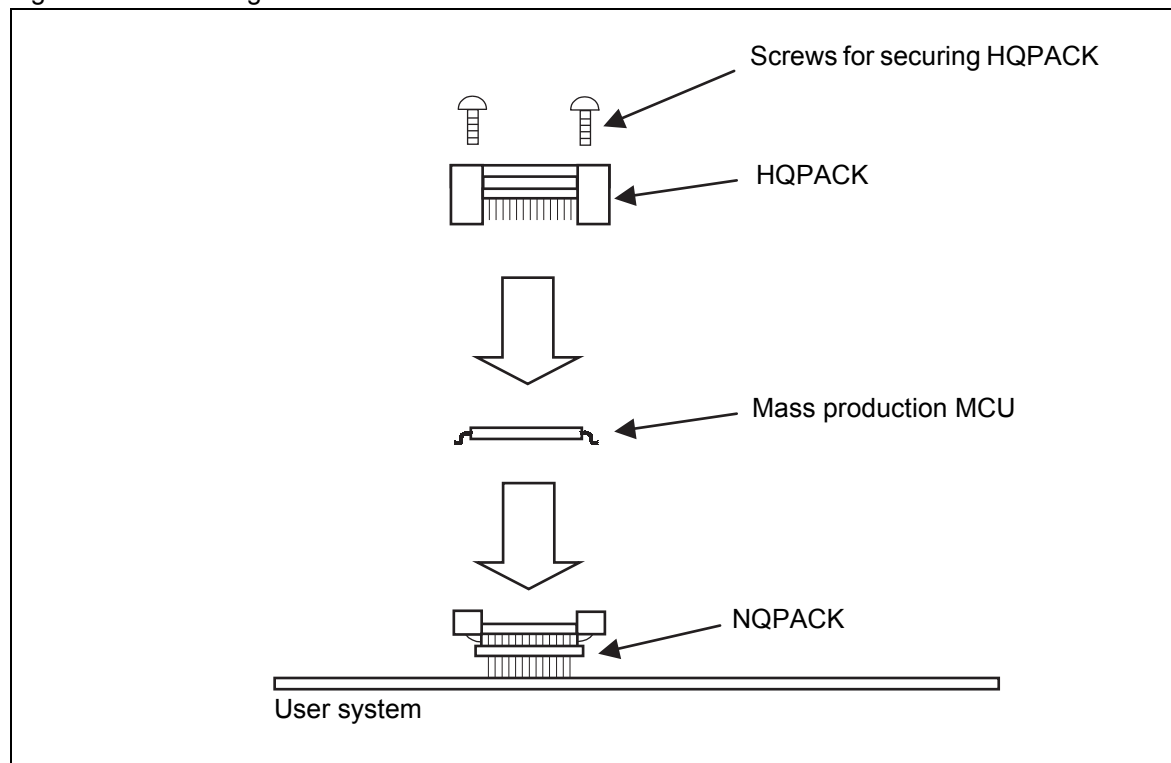 Screws for securing HQPACK
HQPACK
Mass production MCU
NQPACK
User system